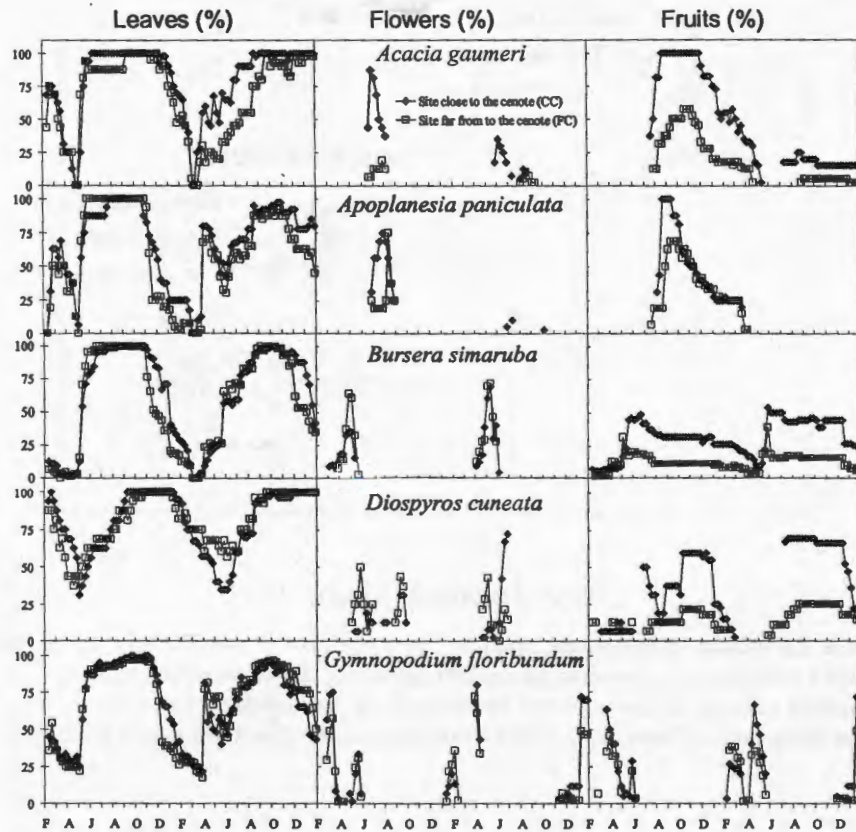 Leaves (%) Flowers (%) Fruits (%)
Acacia gaumeri
100
75
50
25
0
Site close to the cenote (CC)
Site far from to the cenote (FC)
Apoplanesia paniculata
100
75
50
25
0
Bursera simaruba
100
75
50
25
0
Diospyros cuneata
100
75
50
25
0
Gymnopodium floribundum
100
75
50
25
0
F A J A O D F A J A O D F A J A O D F A J A O D F A J A O D F A J A O D